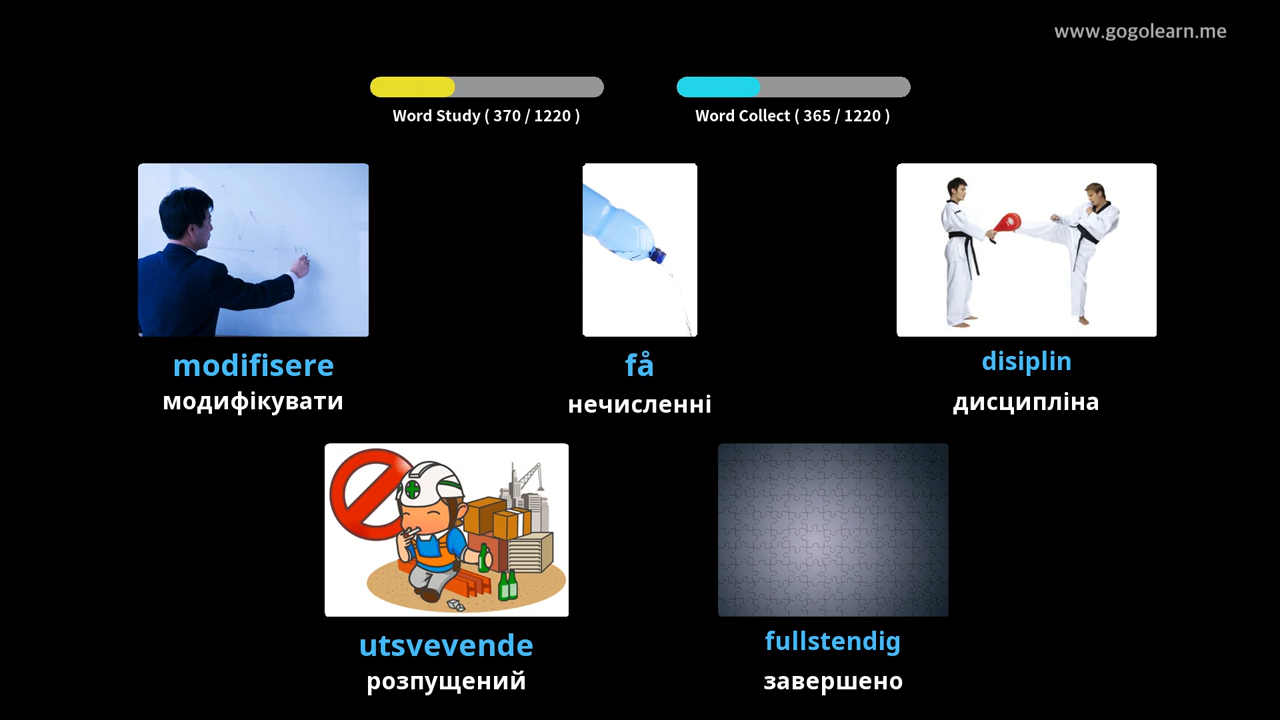 www.gogolearn.me
Word Study ( 370 / 1220 )
Word Collect ( 365 / 1220 )
modifisere
модифікувати
få
нечисленні
disiplin
дисципліна
utsvevende
розпущений
fullstendig
завершено